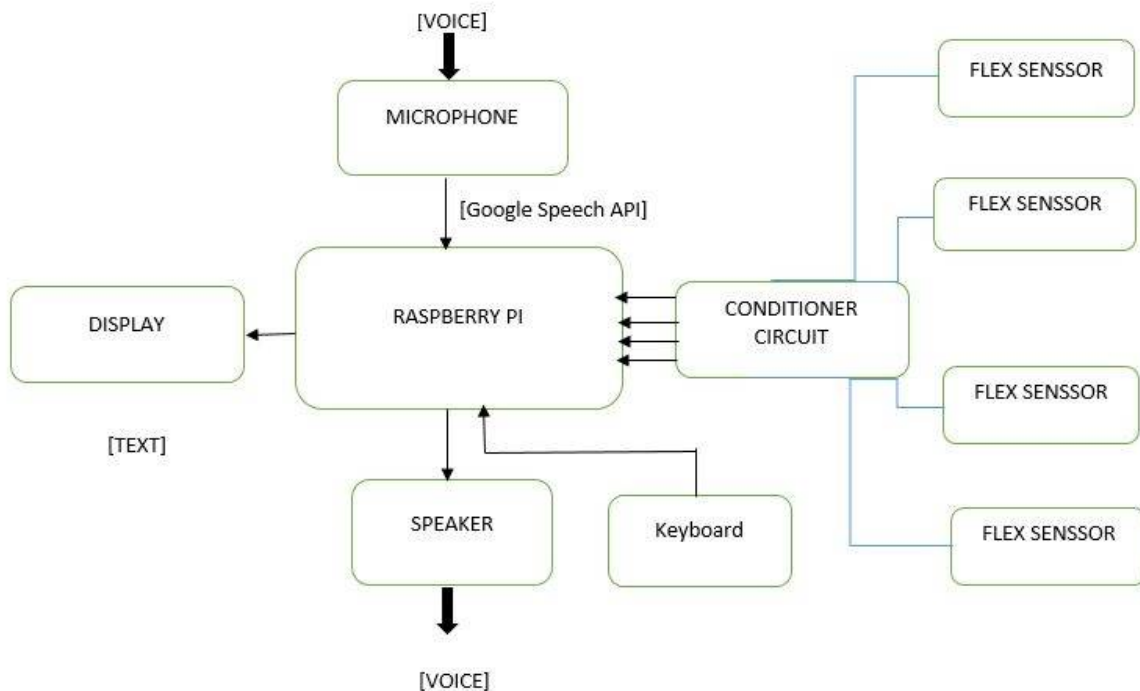 [VOICE]
MICROPHONE
[Google Speech API]
RASPBERRY PI
DISPLAY
[TEXT]
SPEAKER
[VOICE]
Keyboard
CONDITIONER
CIRCUIT
FLEX SENSSOR
FLEX SENSSOR
FLEX SENSSOR
FLEX SENSSOR